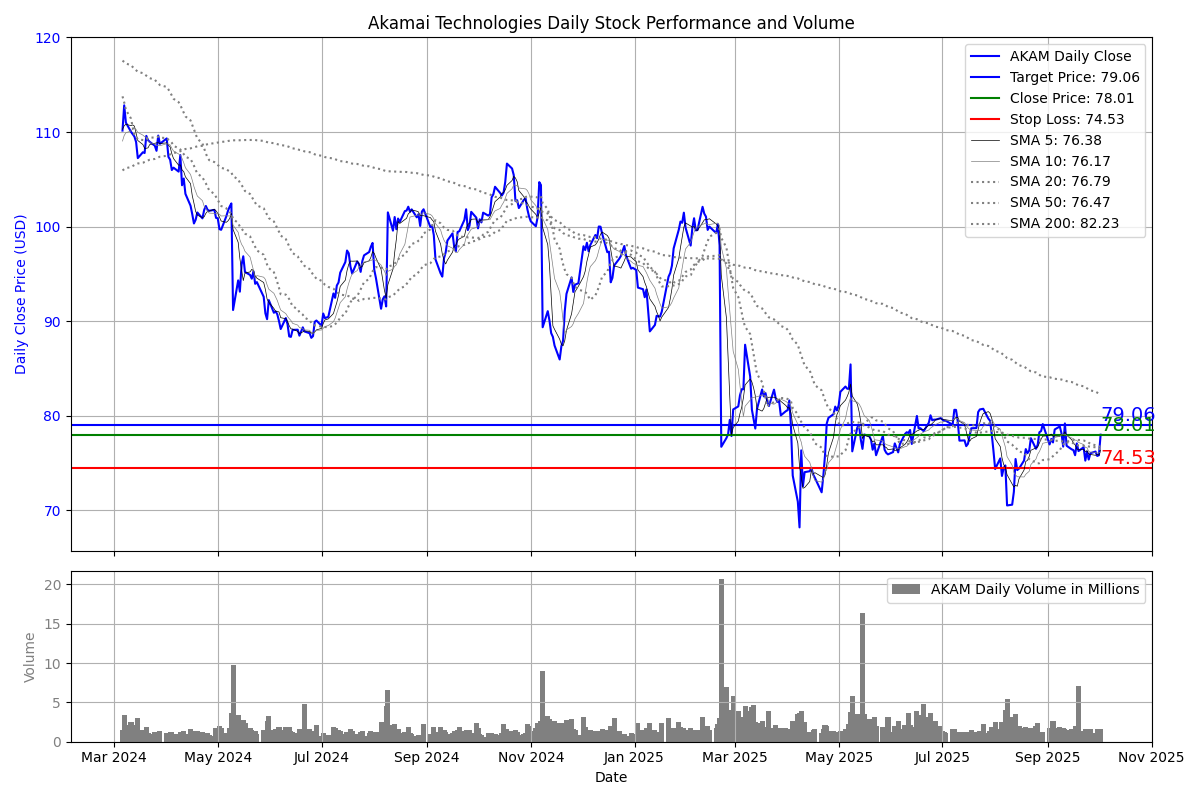 Akamai Technologies Daily Stock Performance and Volume
120
110
100
90
80
70
Daily Close Price (USD)
AKAM Daily Close
Target Price: 79.06
Close Price: 78.01
Stop Loss: 74.53
SMA 5: 76.38
SMA 10: 76.17
SMA 20: 76.79
SMA 50: 76.47
SMA 200: 82.23
79.06
78.01
74.53
20
15
10
5
0
Volume
AKAM Daily Volume in Millions
Mar 2024
May 2024
Jul 2024
Sep 2024
Nov 2024
Jan 2025
Mar 2025
May 2025
Jul 2025
Sep 2025
Nov 2025
Date